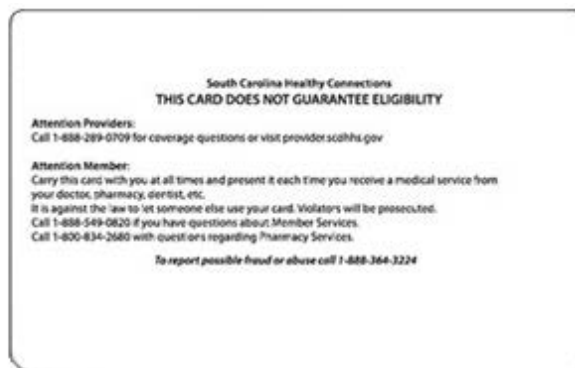 South Carolina Healthy Connections
THIS CARD DOES NOT GUARANTEE ELIGIBILITY
Attention Providers:
Call 1-888-289-0709 for coverage questions or visit provider.scdhhs.gov
Attention Member:
Carry this card with you at all times and present it each time you receive a medical service from
your doctor, pharmacy, dentist, etc.
It is against the law to let someone else use your card. Violators will be prosecuted.
Call 1-888-549-0820 if you have questions about Member Services.
Call 1-800-834-2680 with questions regarding Pharmacy Services.
To report possible fraud or abuse call 1-888-364-3224